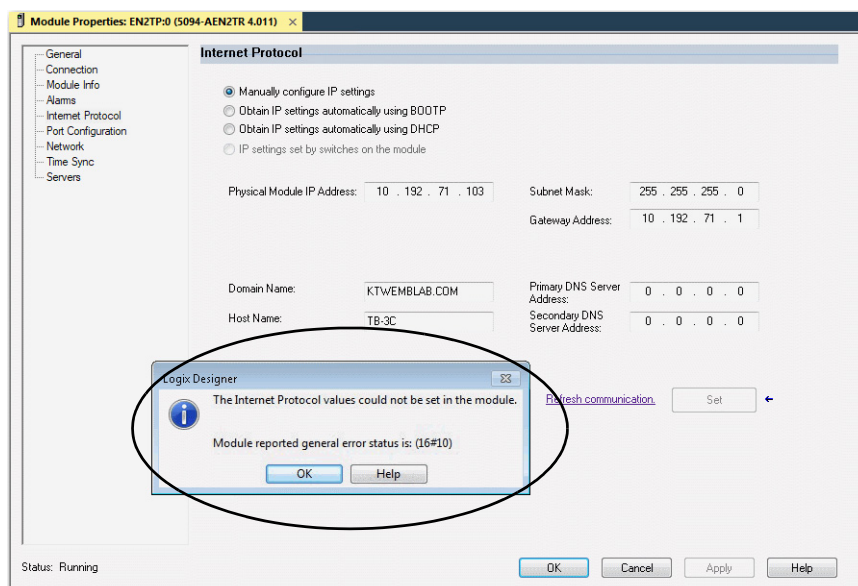 Module Properties: EN2TP:0 (5094-AEN2TR 4.011) ×
General
Connection
Module Info
Alarms
Internet Protocol
Port Configuration
Network
Time Sync
Servers
Internet Protocol
Manually configure IP settings
Obtain IP settings automatically using BOOTP
Obtain IP settings automatically using DHCP
IP settings set by switches on the module
Physical Module IP Address: 10 . 192 . 71 . 103 Subnet Mask: 255 . 255 . 255 . 0
Gateway Address: 10 . 192 . 71 . 1
Domain Name: KTWEMBLAB.COM Primary DNS Server Address: 0 . 0 . 0 . 0
Host Name: TB-3C Secondary DNS Server Address: 0 . 0 . 0 . 0
Logix Designer
The Internet Protocol values could not be set in the module.
Module reported general error status is: (16#10)
OK Help
Refresh communication. Set
Status: Running OK Cancel Apply Help